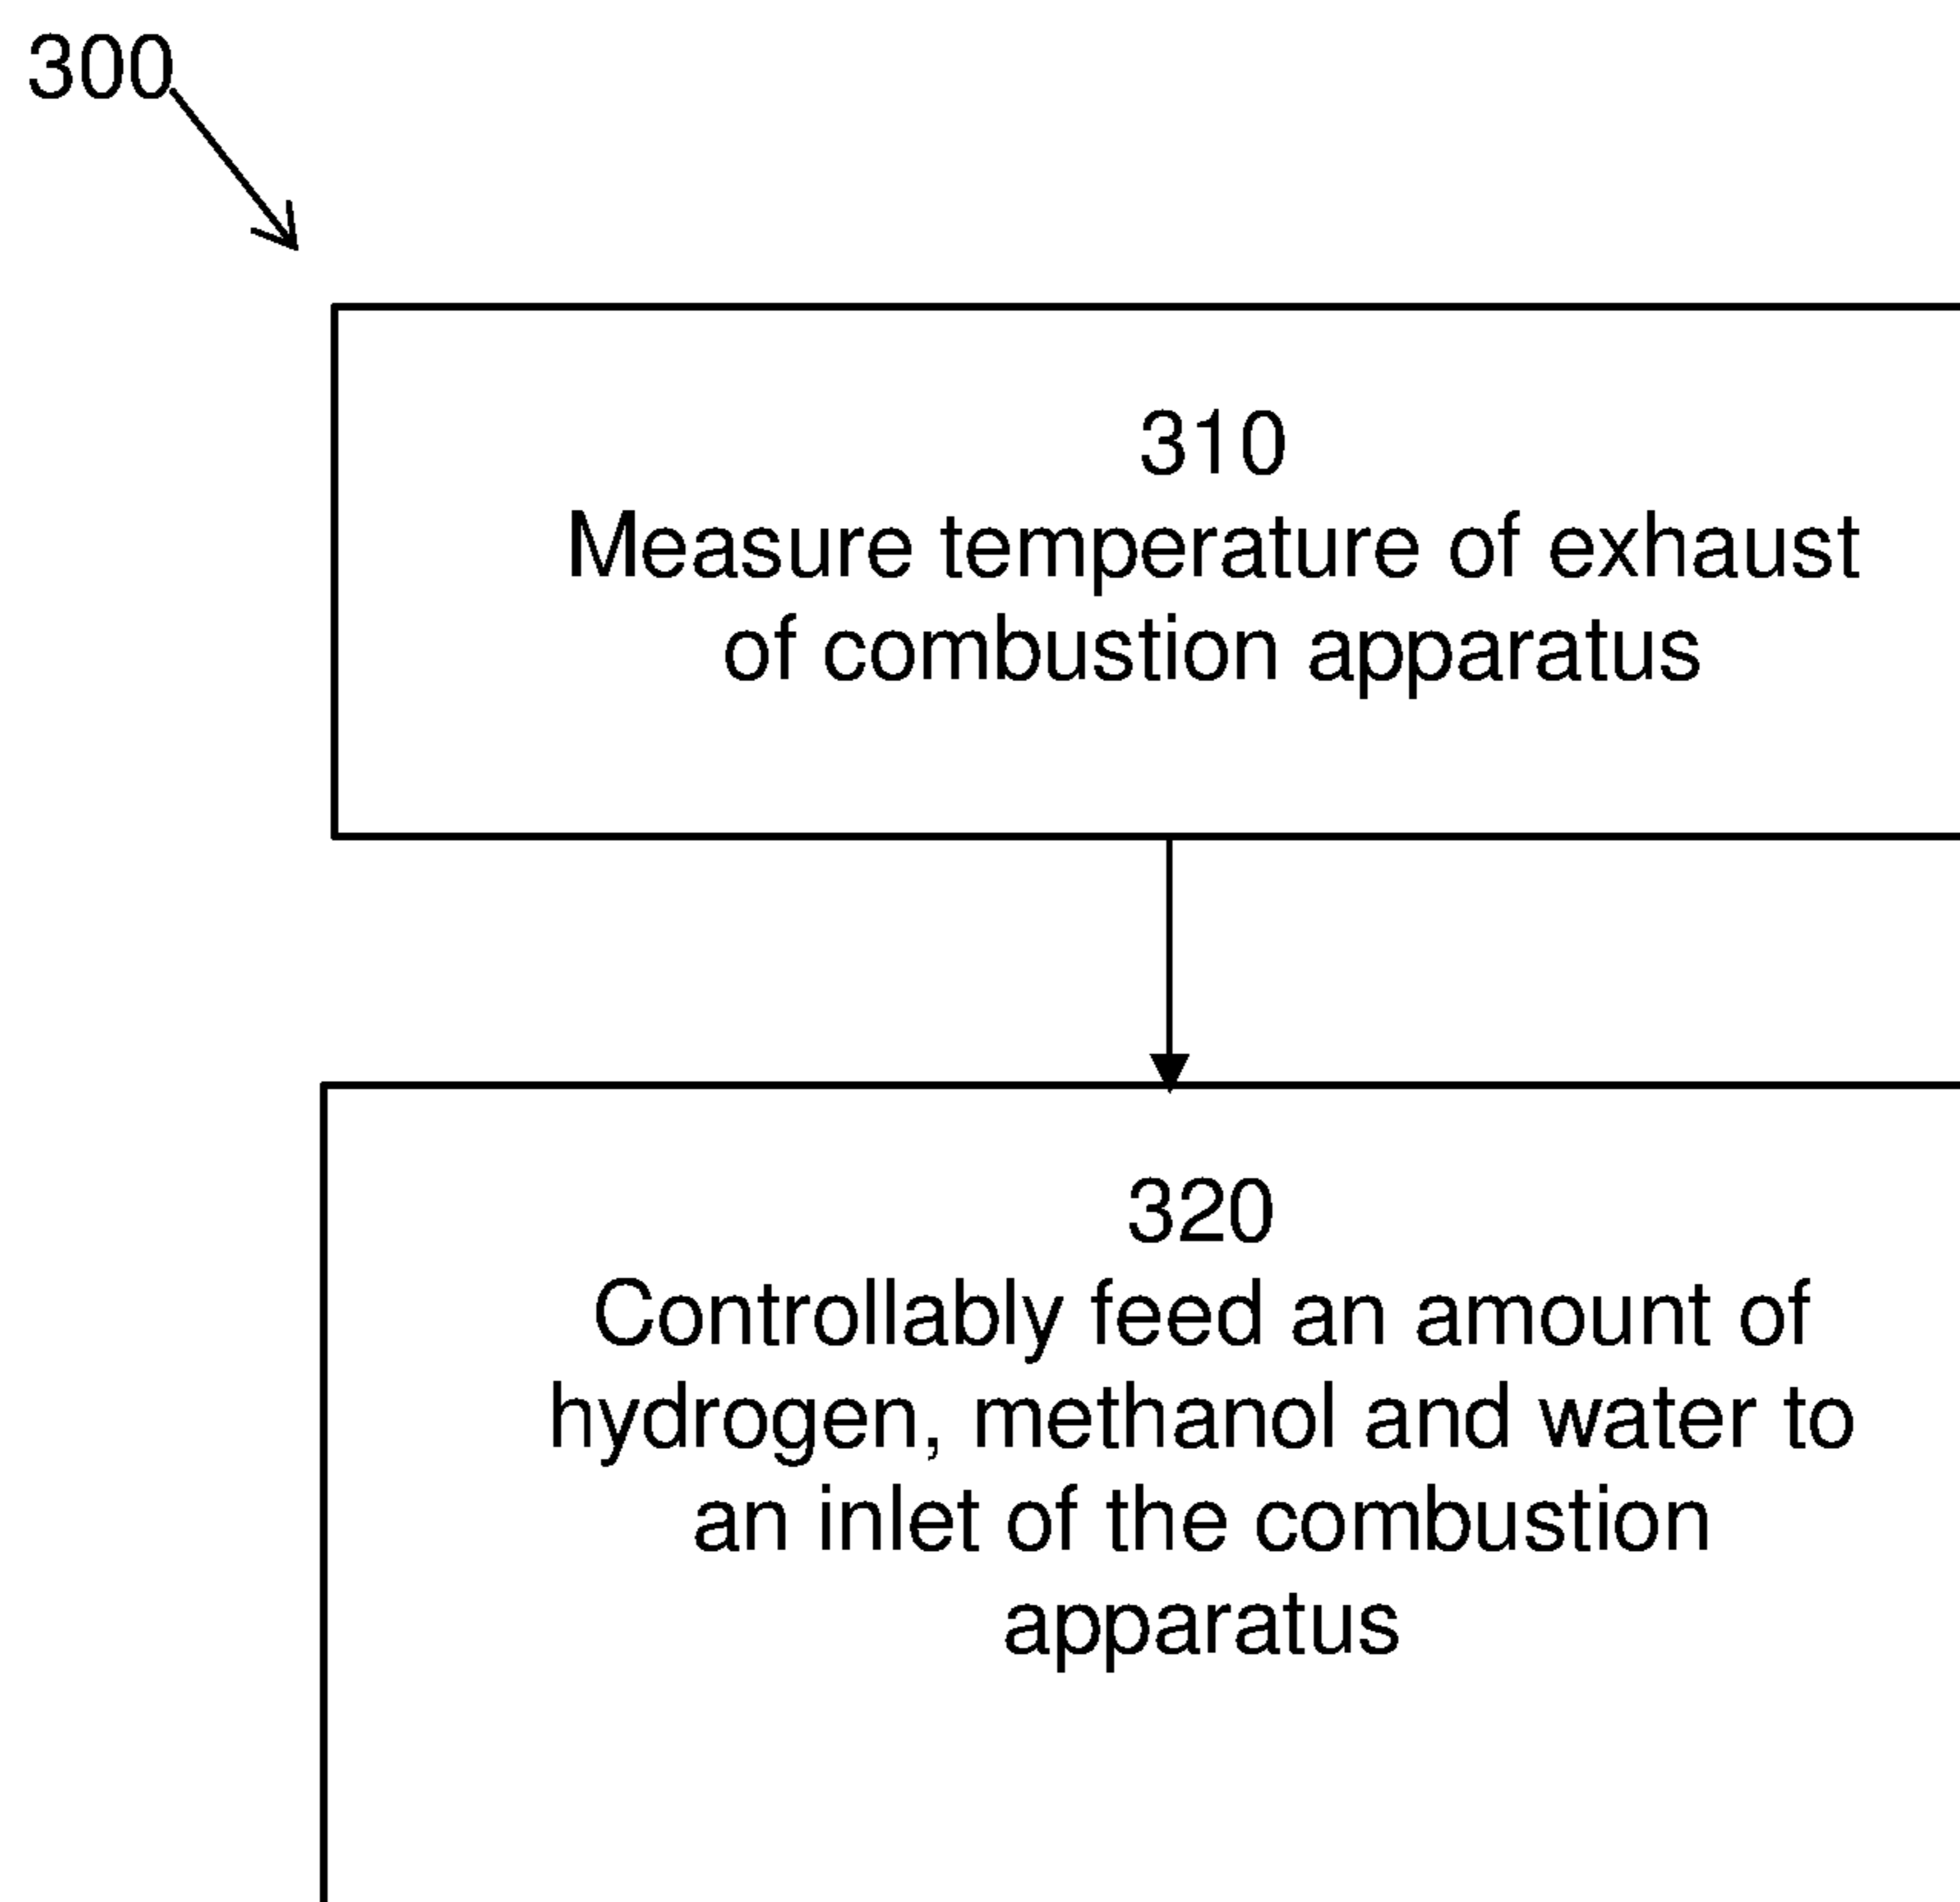 300
310
Measure temperature of exhaust
of combustion apparatus
320
Controllably feed an amount of
hydrogen, methanol and water to
an inlet of the combustion
apparatus